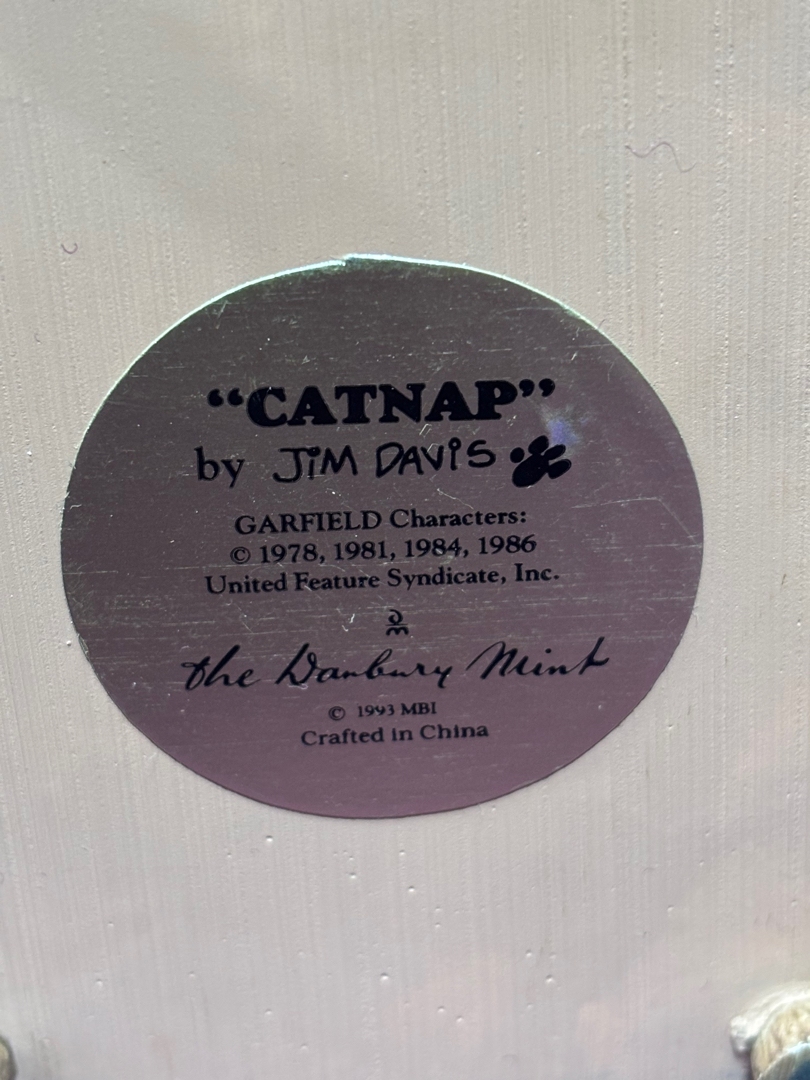 “CATNAP”
by JiM DAViS
GARFIELD Characters:
© 1978, 1981, 1984, 1986
United Feature Syndicate, Inc.
the Danbury Mint
© 1993 MBI
Crafted in China